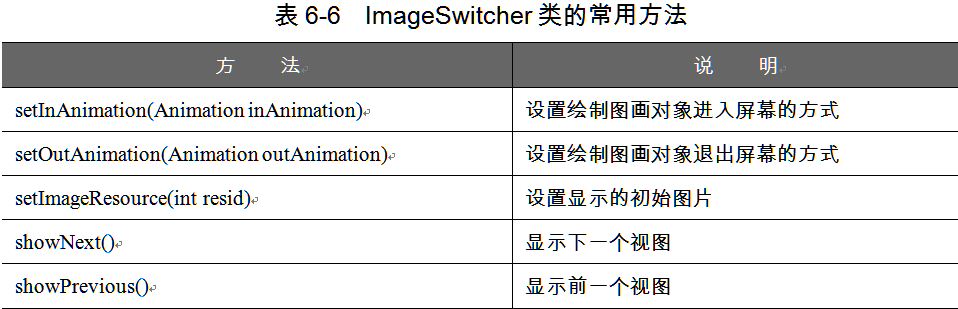 表 6-6 ImageSwitcher 类的常用方法
方 法 说 明
setInAnimation(Animation inAnimation) 设置绘制图画对象进入屏幕的方式
setOutAnimation(Animation outAnimation) 设置绘制图画对象退出屏幕的方式
setImageResource(int resid) 设置显示的初始图片
showNext() 显示下一个视图
showPrevious() 显示前一个视图